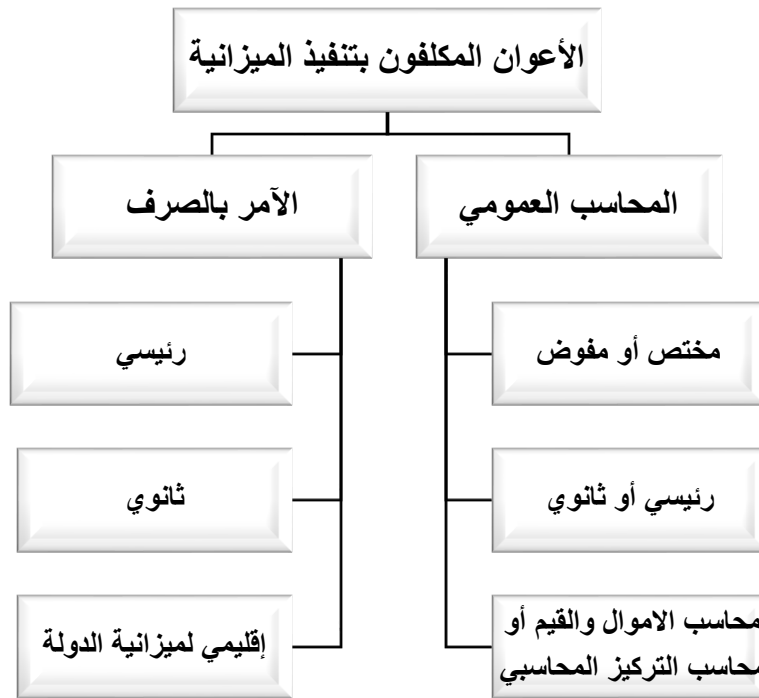 الأعوان المكلفون بتنفيذ الميزانية
المحاسب العمومي
مختص أو مفوض
رئيسي أو ثانوي
محاسب الاموال والقيم أو
محاسب التركيز المحاسبي
الآمر بالصرف
رئيسي
ثانوي
إقليمي لميزانية الدولة